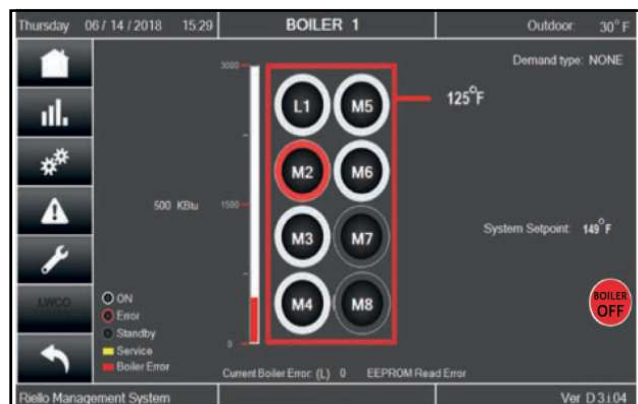 Thursday 06 / 14 / 2018 15:29 BOILER 1 Outdoor: 30°F
Demand type: NONE
3000
L1 M5 125°F
M2 M6
500 KBtu 1500
M3 M7 System Setpoint: 149°F
LWCO
ON
M4 M8 BOILER OFF
Error
Standby
Service
0
Boiler Error
Current Boiler Error: (L) 0 EEPROM Read Error
Riello Management System Ver D3.i.04